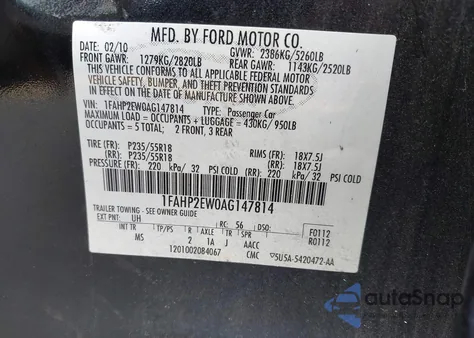 MFD. BY FORD MOTOR CO.
DATE: 02/10 GVWR: 2386KG/5260LB
FRONT GAWR: 1279KG/2820LB REAR GAWR: 1143KG/2520LB
THIS VEHICLE CONFORMS TO ALL APPLICABLE FEDERAL MOTOR
VEHICLE SAFETY, BUMPER, AND THEFT PREVENTION STANDARDS
IN EFFECT ON THE DATE OF MANUFACTURE SHOWN ABOVE.
VIN: 1FAHP2EW0AG147814 TYPE: Passenger Car
MAXIMUM LOAD = OCCUPANTS + LUGGAGE = 430KG/ 950LB
OCCUPANTS = 5 TOTAL: 2 FRONT, 3 REAR
TIRE (FR): P235/55R18 RIMS (FR): 18X7.5J
(RR): P235/55R18 (RR): 18X7.5J
PRESSURE (FR): 220 kPa/ 32 PSI COLD (RR): 220 kPa/ 32 PSI COLD
1FAHP2EW0AG147814
TRAILER TOWING - SEE OWNER GUIDE
EXT PNT: UH RC: 56 DSO: F0112
R0112
INT TR TP/PS R AXLE TR SPR
MS 2 1A J AACC
1201002084067 CMC 5U5A-5420472-AA
autoSnap